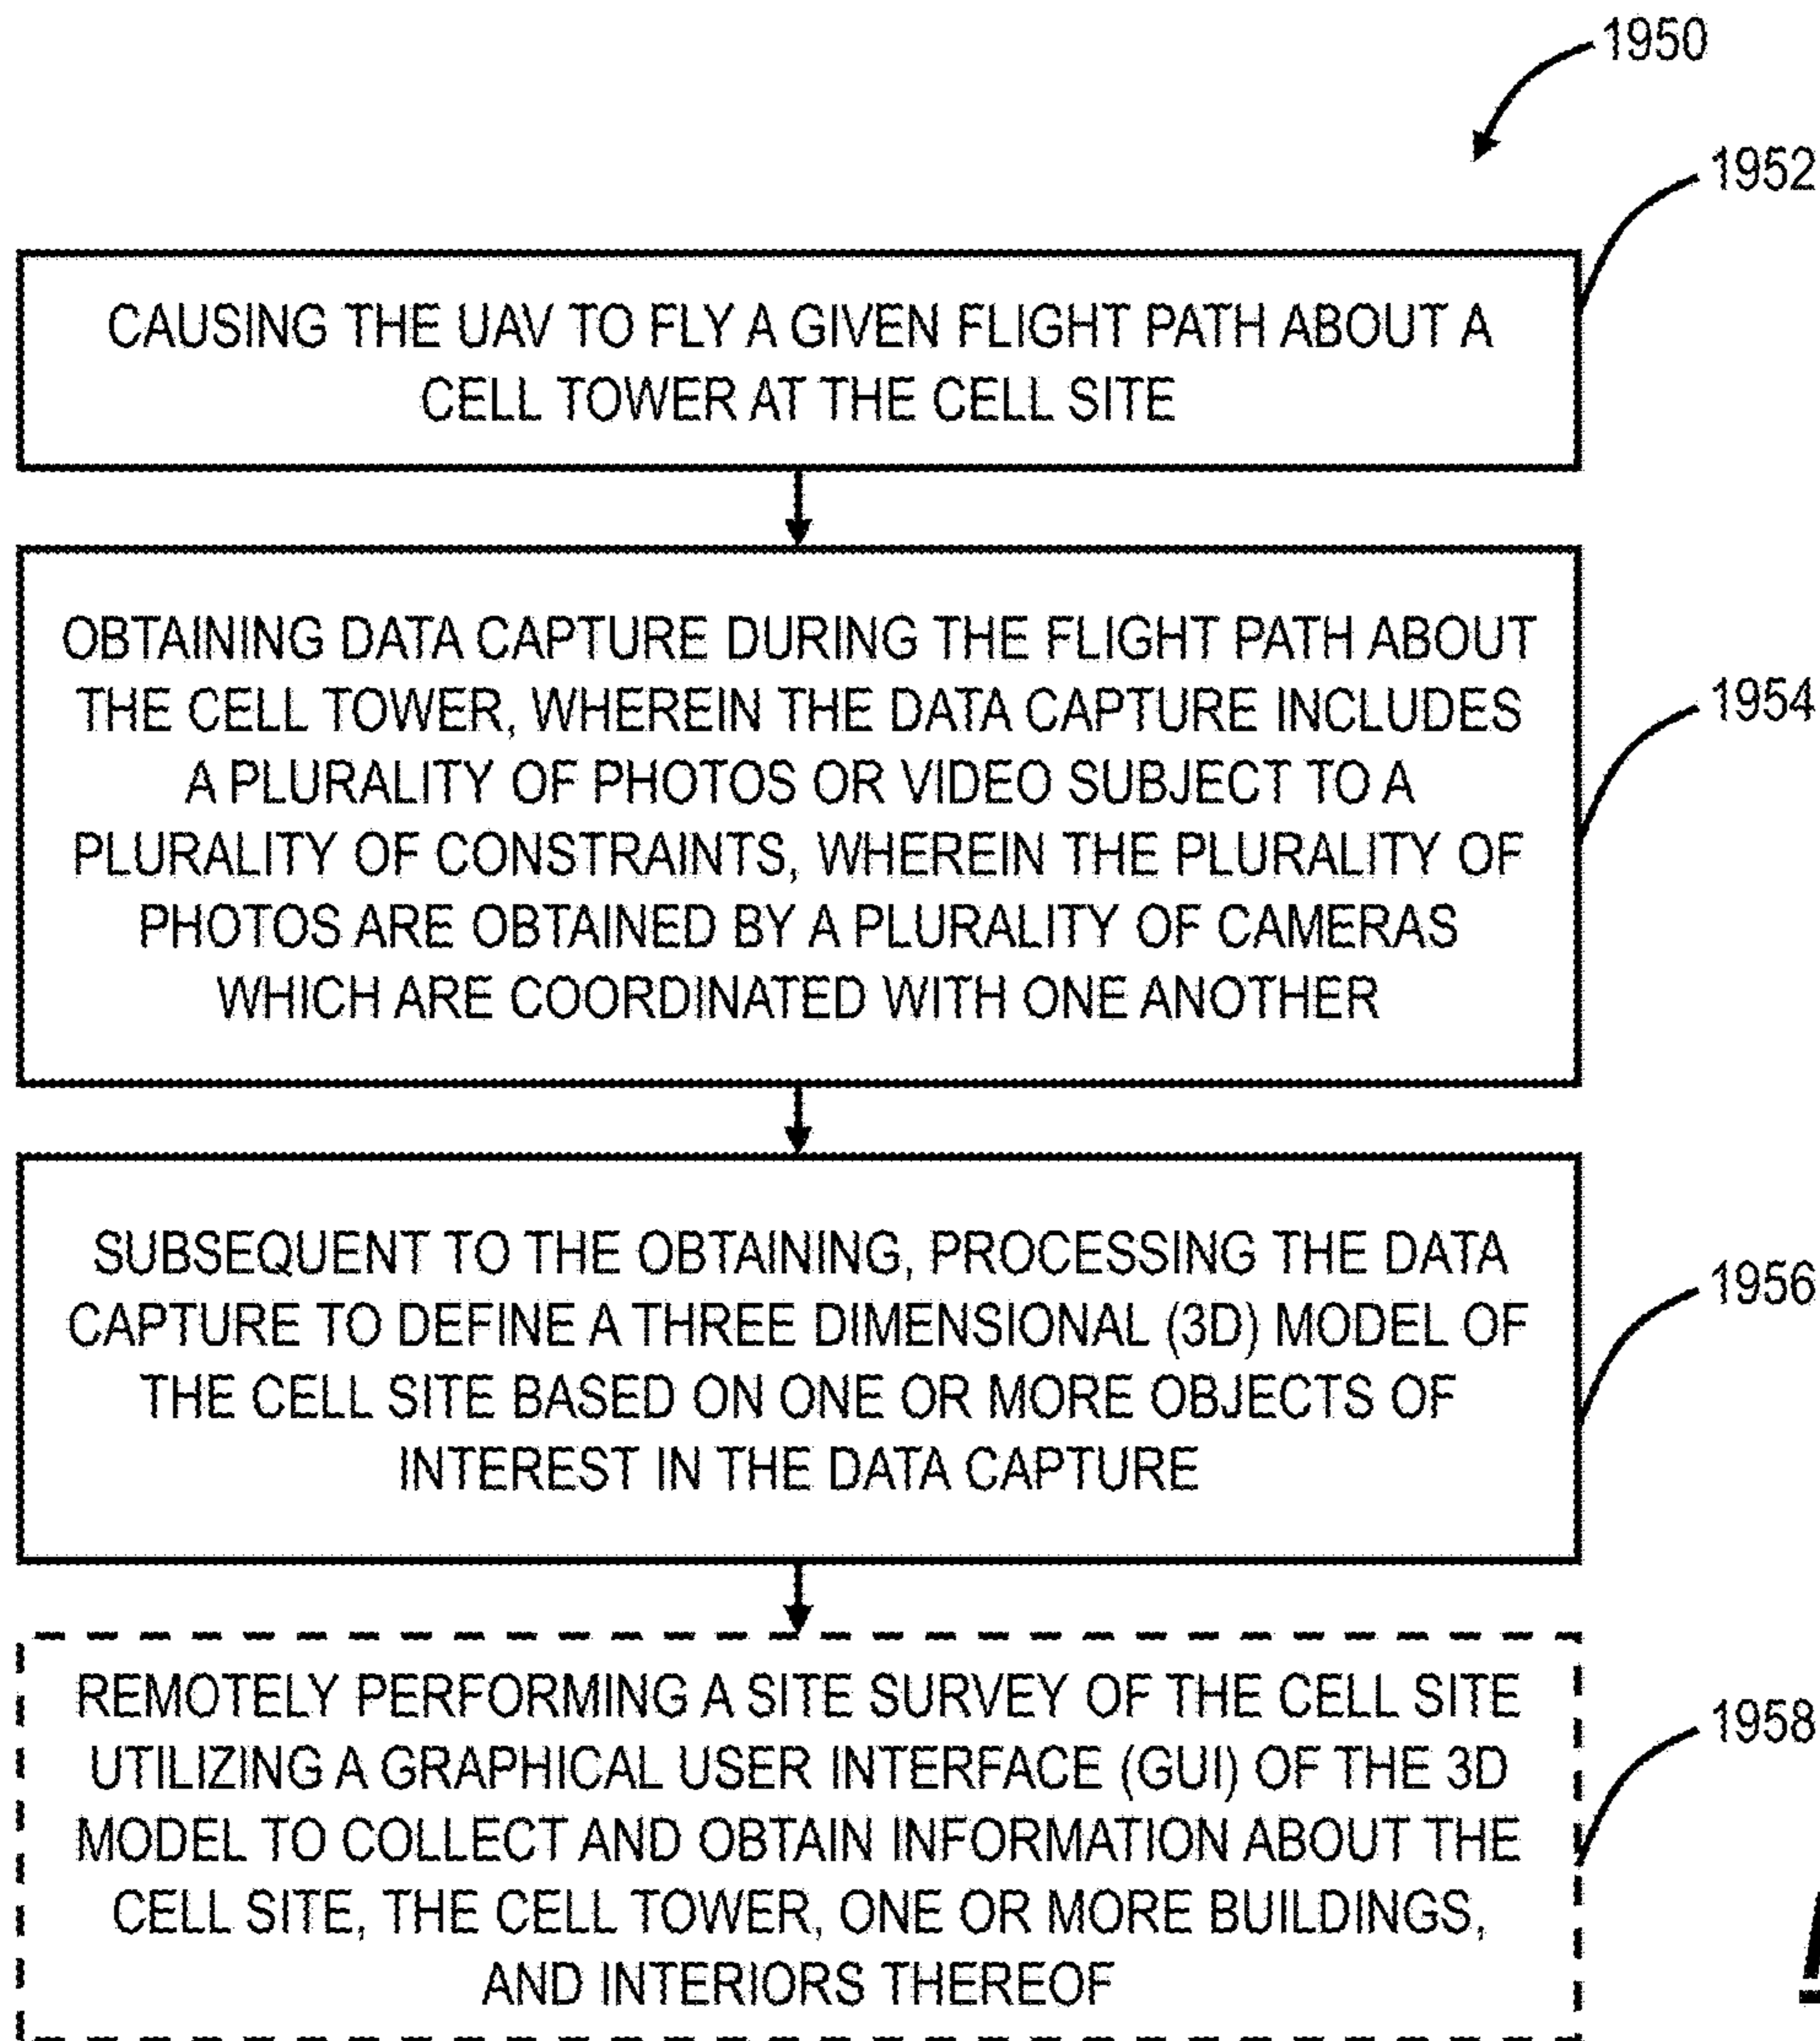 1950
1952
CAUSING THE UAV TO FLY A GIVEN FLIGHT PATH ABOUT A
CELL TOWER AT THE CELL SITE
OBTAINING DATA CAPTURE DURING THE FLIGHT PATH ABOUT
THE CELL TOWER, WHEREIN THE DATA CAPTURE INCLUDES
A PLURALITY OF PHOTOS OR VIDEO SUBJECT TO A
PLURALITY OF CONSTRAINTS, WHEREIN THE PLURALITY OF
PHOTOS ARE OBTAINED BY A PLURALITY OF CAMERAS
WHICH ARE COORDINATED WITH ONE ANOTHER
1954
SUBSEQUENT TO THE OBTAINING, PROCESSING THE DATA
CAPTURE TO DEFINE A THREE DIMENSIONAL (3D) MODEL OF
THE CELL SITE BASED ON ONE OR MORE OBJECTS OF
INTEREST IN THE DATA CAPTURE
1956
REMOTELY PERFORMING A SITE SURVEY OF THE CELL SITE
UTILIZING A GRAPHICAL USER INTERFACE (GUI) OF THE 3D
MODEL TO COLLECT AND OBTAIN INFORMATION ABOUT THE
CELL SITE, THE CELL TOWER, ONE OR MORE BUILDINGS,
AND INTERIORS THEREOF
1958